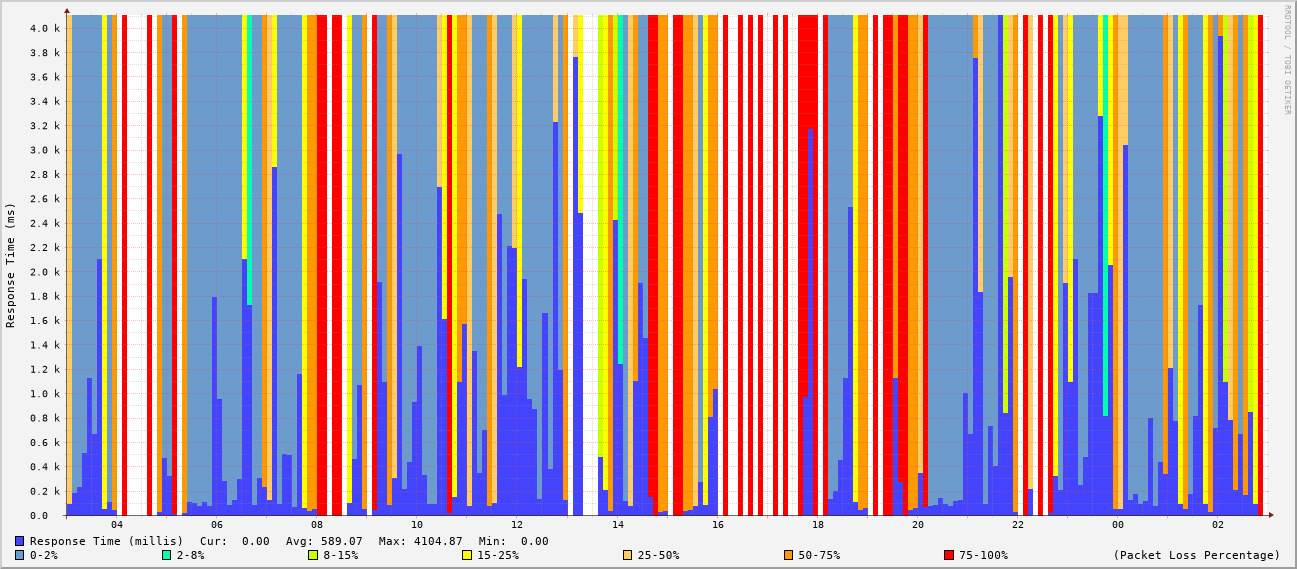 4.0 k
3.8 k
3.6 k
3.4 k
3.2 k
3.0 k
2.8 k
2.6 k
2.4 k
2.2 k
2.0 k
1.8 k
1.6 k
1.4 k
1.2 k
1.0 k
0.8 k
0.6 k
0.4 k
0.2 k
0.0
Response Time (ms)
RRDTOOL / TOBI OETIKER
04 06 08 10 12 14 16 18 20 22 00 02
Response Time (millis) Cur: 0.00 Avg: 589.07 Max: 4104.87 Min: 0.00
0-2% 2-8% 8-15% 15-25% 25-50% 50-75% 75-100% (Packet Loss Percentage)